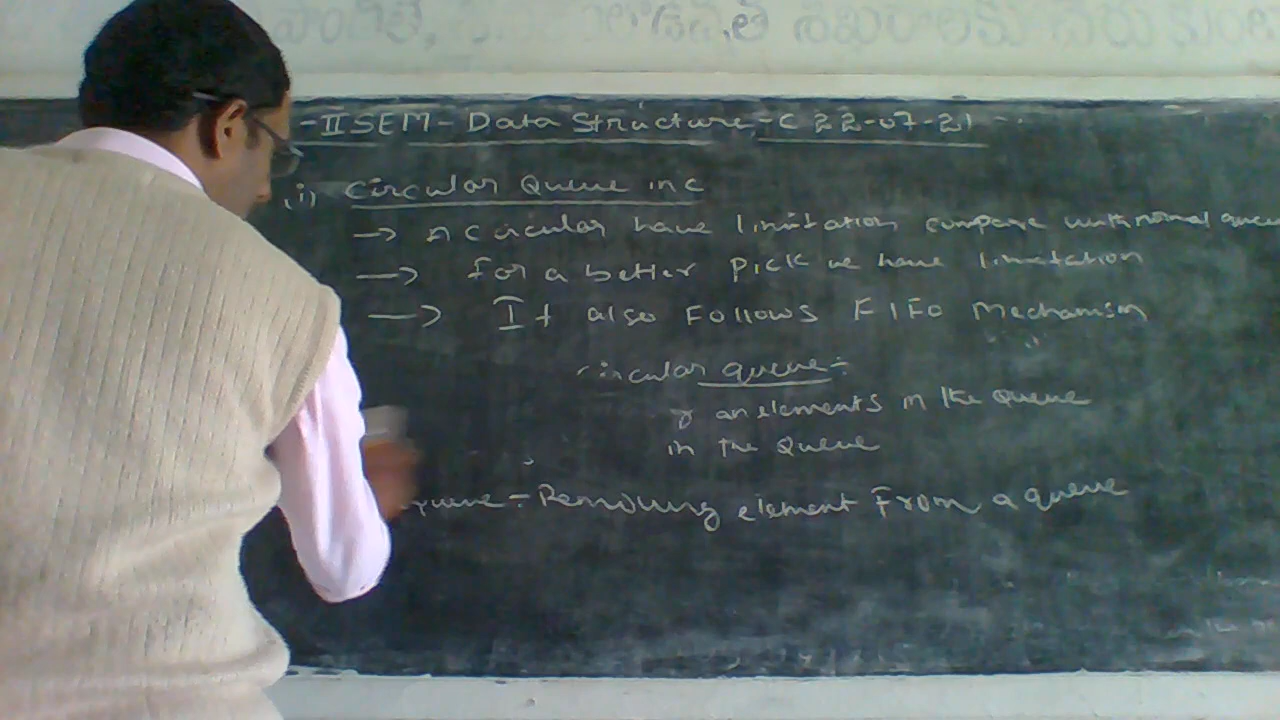 -II SEM - Data Structure - C 22-07-21
i) Circular Queue in C
→ A circular have limitation compare with normal queue
→ for a better Pick we have limitation
→ It also Follows FIFO Mechanism
circular queue:-
an elements in the Queue
in the Queue
queue:- Removing element From a queue